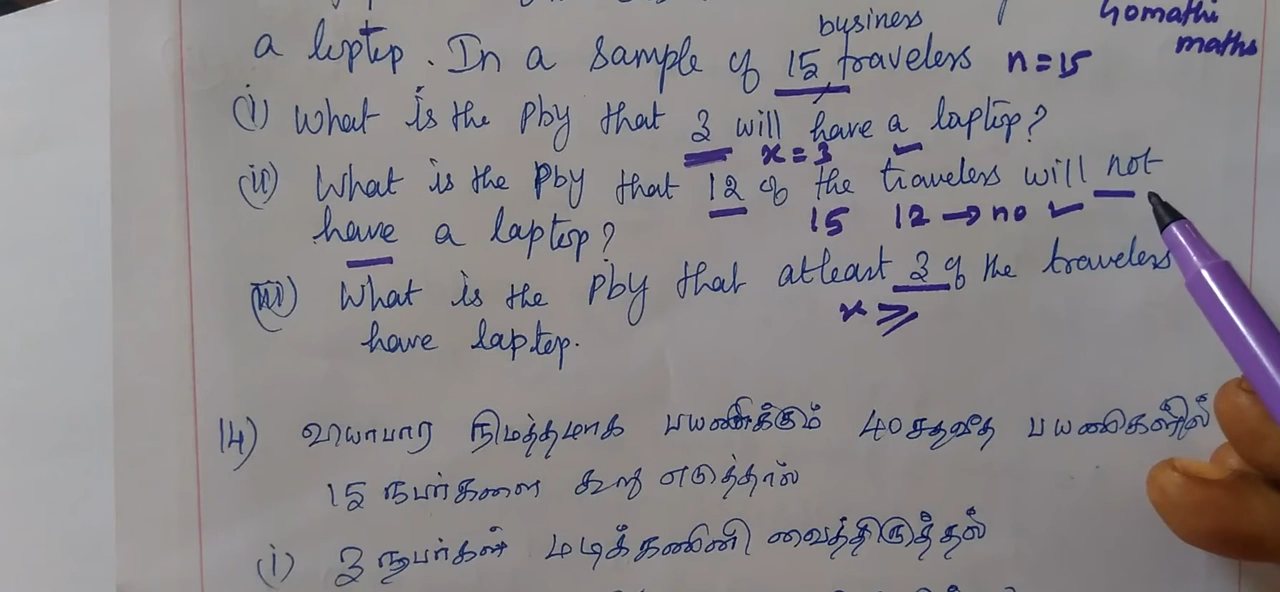 business
Gomathi
maths
a laptop. In a sample of 15 travelers n=15
(i) What is the Pby that 3 will have a laptop?
x=3
(ii) What is the Pby that 12 of the travelers will not
15 12 → no ✓
have a laptop?
(iii) What is the Pby that atleast 3 of the travelers
x ≥
have laptop.
14) வியாபார நிமித்தமாக பயணிக்கும் 40 சதவீத பயணிகளில்
15 நபர்களை கூறு எடுத்தால்
(i) 3 நபர்கள் மடிக்கணினி வைத்திருத்தல்